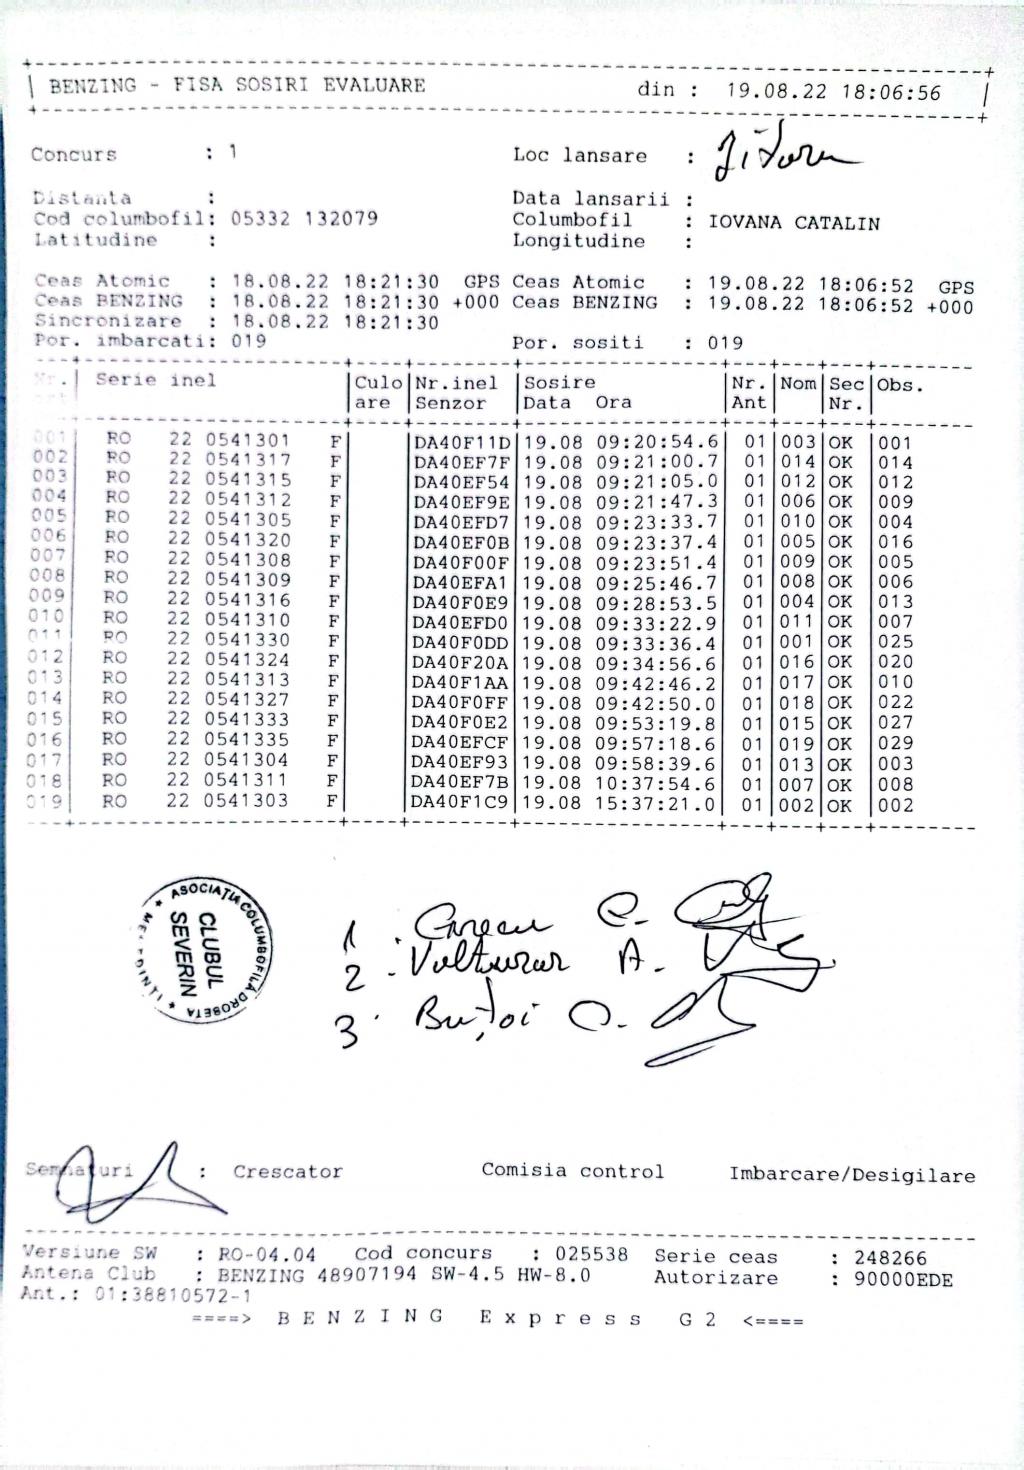 BENZING - FISA SOSIRI EVALUARE din : 19.08.22 18:06:56
Concurs : 1 Loc lansare :
Distanta : Data lansarii :
Cod columbofil: 05332 132079 Columbofil : IOVANA CATALIN
Latitudine : Longitudine :
Ceas Atomic : 18.08.22 18:21:30 GPS Ceas Atomic : 19.08.22 18:06:52 GPS
Ceas BENZING : 18.08.22 18:21:30 +000 Ceas BENZING : 19.08.22 18:06:52 +000
Sincronizare : 18.08.22 18:21:30
Por. imbarcati: 019 Por. sositi : 019
Nr. Serie inel Culo Nr.inel Sosire Nr. Nom Sec Obs.
are Senzor Data Ora Ant Nr.
001 RO 22 0541301 F DA40F11D 19.08 09:20:54.6 01 003 OK 001
002 RO 22 0541317 F DA40EF7F 19.08 09:21:00.7 01 014 OK 014
003 RO 22 0541315 F DA40EF54 19.08 09:21:05.0 01 012 OK 012
004 RO 22 0541312 F DA40EF9E 19.08 09:21:47.3 01 006 OK 009
005 RO 22 0541305 F DA40EFD7 19.08 09:23:33.7 01 010 OK 004
006 RO 22 0541320 F DA40EF0B 19.08 09:23:37.4 01 005 OK 016
007 RO 22 0541308 F DA40F00F 19.08 09:23:51.4 01 009 OK 005
008 RO 22 0541309 F DA40EFA1 19.08 09:25:46.7 01 008 OK 006
009 RO 22 0541316 F DA40F0E9 19.08 09:28:53.5 01 004 OK 013
010 RO 22 0541310 F DA40EFD0 19.08 09:33:22.9 01 011 OK 007
011 RO 22 0541330 F DA40F0DD 19.08 09:33:36.4 01 001 OK 025
012 RO 22 0541324 F DA40F20A 19.08 09:34:56.6 01 016 OK 020
013 RO 22 0541313 F DA40F1AA 19.08 09:42:46.2 01 017 OK 010
014 RO 22 0541327 F DA40F0FF 19.08 09:42:50.0 01 018 OK 022
015 RO 22 0541333 F DA40F0E2 19.08 09:53:19.8 01 015 OK 027
016 RO 22 0541335 F DA40EFCF 19.08 09:57:18.6 01 019 OK 029
017 RO 22 0541304 F DA40EF93 19.08 09:58:39.6 01 013 OK 003
018 RO 22 0541311 F DA40EF7B 19.08 10:37:54.6 01 007 OK 008
019 RO 22 0541303 F DA40F1C9 19.08 15:37:21.0 01 002 OK 002
ASOCIAȚIA COLUMBOFILĂ DROBETA
CLUBUL
SEVERIN
1. C.
2. Vulturar A.
3. Buțoi O.
Semnaturi : Crescator Comisia control Imbarcare/Desigilare
Versiune SW : RO-04.04 Cod concurs : 025538 Serie ceas : 248266
Antena Club : BENZING 48907194 SW-4.5 HW-8.0 Autorizare : 90000EDE
Ant.: 01:38810572-1
====> BENZING Express G2 <====